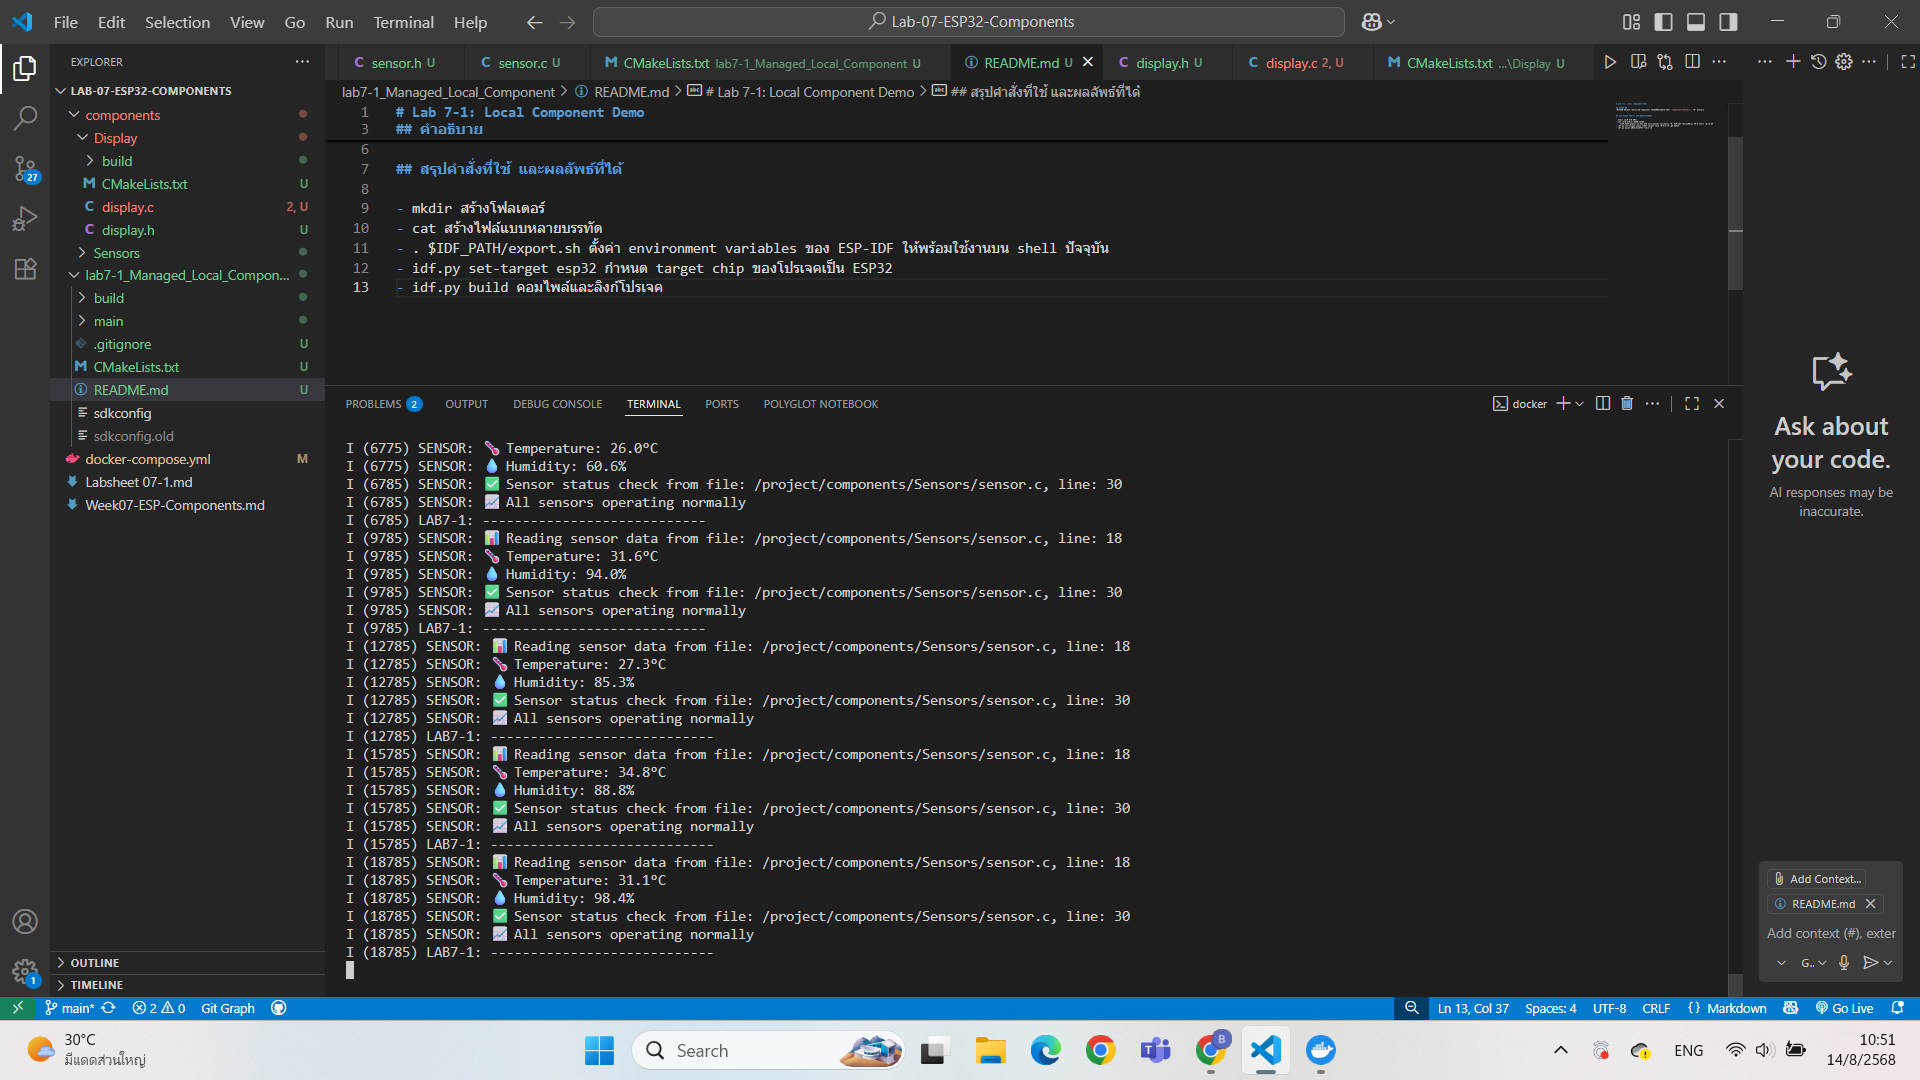 File Edit Selection View Go Run Terminal Help
Lab-07-ESP32-Components
EXPLORER
LAB-07-ESP32-COMPONENTS
components
Display
build
CMakeLists.txt U
display.c 2, U
display.h U
Sensors
lab7-1_Managed_Local_Compon...
build
main
.gitignore U
CMakeLists.txt U
README.md U
sdkconfig
sdkconfig.old
docker-compose.yml M
Labsheet 07-1.md
Week07-ESP-Components.md
OUTLINE
TIMELINE
27
1
sensor.h U
sensor.c U
CMakeLists.txt lab7-1_Managed_Local_Component U
README.md U
display.h U
display.c 2, U
CMakeLists.txt ...\Display U
lab7-1_Managed_Local_Component > README.md > # Lab 7-1: Local Component Demo > ## สรุปคำสั่งที่ใช้ และผลลัพธ์ที่ได้
1 # Lab 7-1: Local Component Demo
3 ## คำอธิบาย
6
7 ## สรุปคำสั่งที่ใช้ และผลลัพธ์ที่ได้
8
9 - mkdir สร้างโฟลเดอร์
10 - cat สร้างไฟล์แบบหลายบรรทัด
11 - . $IDF_PATH/export.sh ตั้งค่า environment variables ของ ESP-IDF ให้พร้อมใช้งานบน shell ปัจจุบัน
12 - idf.py set-target esp32 กำหนด target chip ของโปรเจคเป็น ESP32
13 - idf.py build คอมไพล์และลิงก์โปรเจค
PROBLEMS 2 OUTPUT DEBUG CONSOLE TERMINAL PORTS POLYGLOT NOTEBOOK
docker
I (6775) SENSOR: 🌡️ Temperature: 26.0°C
I (6775) SENSOR: 💧 Humidity: 60.6%
I (6785) SENSOR: ✅ Sensor status check from file: /project/components/Sensors/sensor.c, line: 30
I (6785) SENSOR: 📈 All sensors operating normally
I (6785) LAB7-1: ----------------------------
I (9785) SENSOR: 📊 Reading sensor data from file: /project/components/Sensors/sensor.c, line: 18
I (9785) SENSOR: 🌡️ Temperature: 31.6°C
I (9785) SENSOR: 💧 Humidity: 94.0%
I (9785) SENSOR: ✅ Sensor status check from file: /project/components/Sensors/sensor.c, line: 30
I (9785) SENSOR: 📈 All sensors operating normally
I (9785) LAB7-1: ----------------------------
I (12785) SENSOR: 📊 Reading sensor data from file: /project/components/Sensors/sensor.c, line: 18
I (12785) SENSOR: 🌡️ Temperature: 27.3°C
I (12785) SENSOR: 💧 Humidity: 85.3%
I (12785) SENSOR: ✅ Sensor status check from file: /project/components/Sensors/sensor.c, line: 30
I (12785) SENSOR: 📈 All sensors operating normally
I (12785) LAB7-1: ----------------------------
I (15785) SENSOR: 📊 Reading sensor data from file: /project/components/Sensors/sensor.c, line: 18
I (15785) SENSOR: 🌡️ Temperature: 34.8°C
I (15785) SENSOR: 💧 Humidity: 88.8%
I (15785) SENSOR: ✅ Sensor status check from file: /project/components/Sensors/sensor.c, line: 30
I (15785) SENSOR: 📈 All sensors operating normally
I (15785) LAB7-1: ----------------------------
I (18785) SENSOR: 📊 Reading sensor data from file: /project/components/Sensors/sensor.c, line: 18
I (18785) SENSOR: 🌡️ Temperature: 31.1°C
I (18785) SENSOR: 💧 Humidity: 98.4%
I (18785) SENSOR: ✅ Sensor status check from file: /project/components/Sensors/sensor.c, line: 30
I (18785) SENSOR: 📈 All sensors operating normally
I (18785) LAB7-1: ----------------------------
Ask about
your code.
AI responses may be
inaccurate.
Add Context...
README.md
Add context (#), exter
G..
main* 2 0 Git Graph
Ln 13, Col 37 Spaces: 4 UTF-8 CRLF {} Markdown Go Live
30°C
มีแดดส่วนใหญ่
Search
B
ENG
10:51
14/8/2568